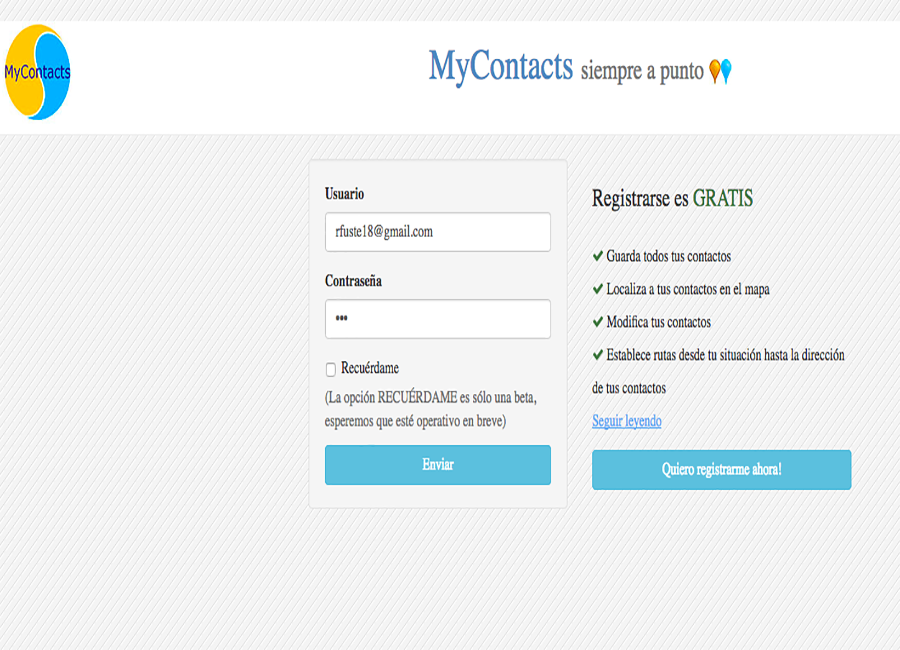 MyContacts
MyContacts siempre a punto
Usuario
rfuste18@gmail.com
Contraseña
•••
Recuérdame
(La opción RECUÉRDAME es sólo una beta,
esperemos que esté operativo en breve)
Enviar
Registrarse es GRATIS
Guarda todos tus contactos
Localiza a tus contactos en el mapa
Modifica tus contactos
Establece rutas desde tu situación hasta la dirección
de tus contactos
Seguir leyendo
Quiero registrarme ahora!